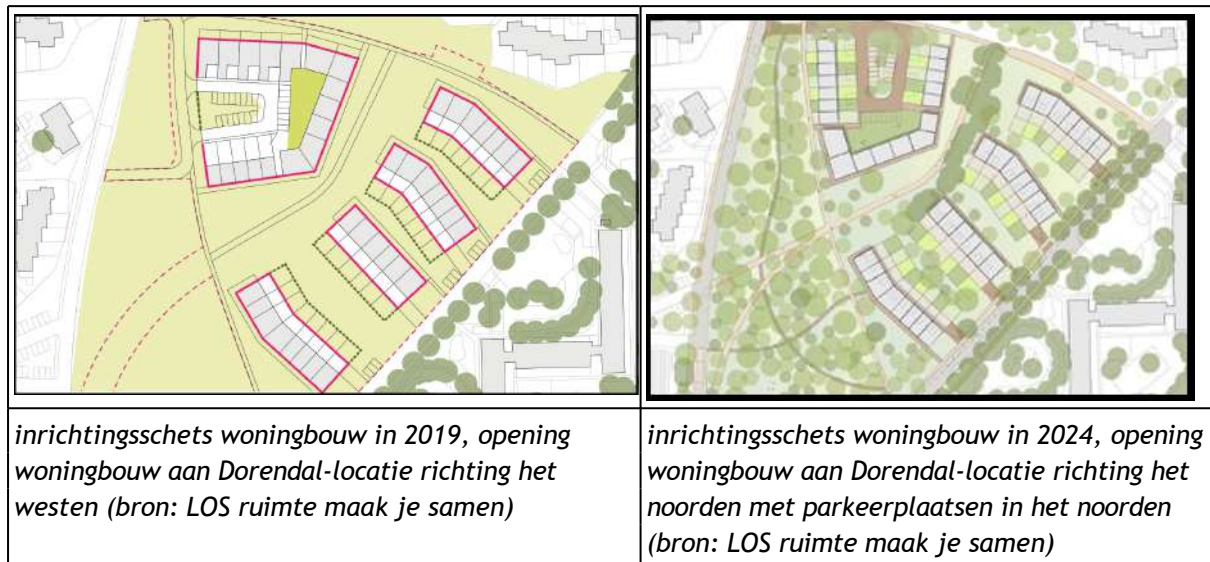 inrichtingsschets woningbouw in 2019, opening
woningbouw aan Dorendal-locatie richting het
westen (bron: LOS ruimte maak je samen)
inrichtingsschets woningbouw in 2024, opening
woningbouw aan Dorendal-locatie richting het
noorden met parkeerplaatsen in het noorden
(bron: LOS ruimte maak je samen)